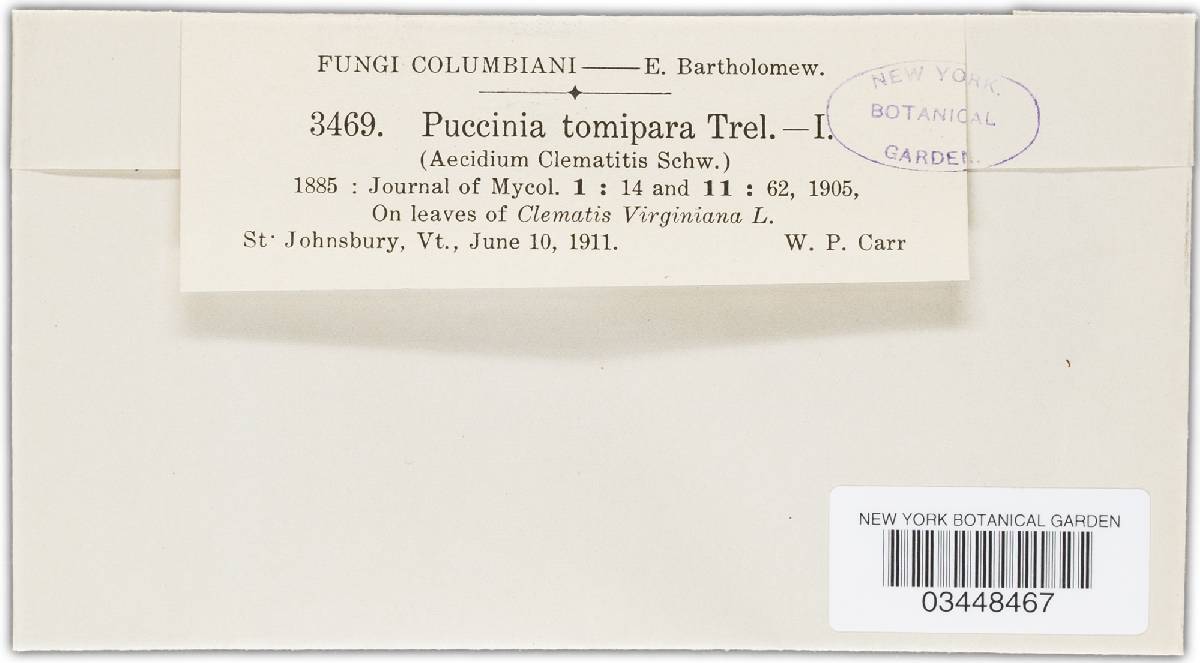 FUNGI COLUMBIANI — E. Bartholomew.
3469. Puccinia tomipara Trel. — I.
(Aecidium Clematitis Schw.)
1885 : Journal of Mycol. 1 : 14 and 11 : 62, 1905,
On leaves of Clematis Virginiana L.
St. Johnsbury, Vt., June 10, 1911. W. P. Carr
NEW YORK.
BOTANICAL
GARDEN.
NEW YORK BOTANICAL GARDEN
03448467